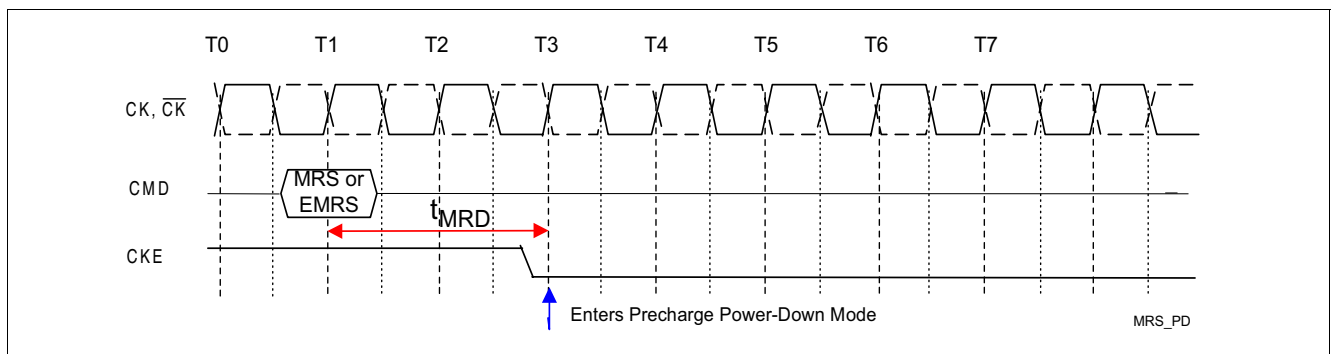 T0 T1 T2 T3 T4 T5 T6 T7
CK, C̅K̅
CMD
MRS or
EMRS
tMRD
CKE
Enters Precharge Power-Down Mode
MRS_PD